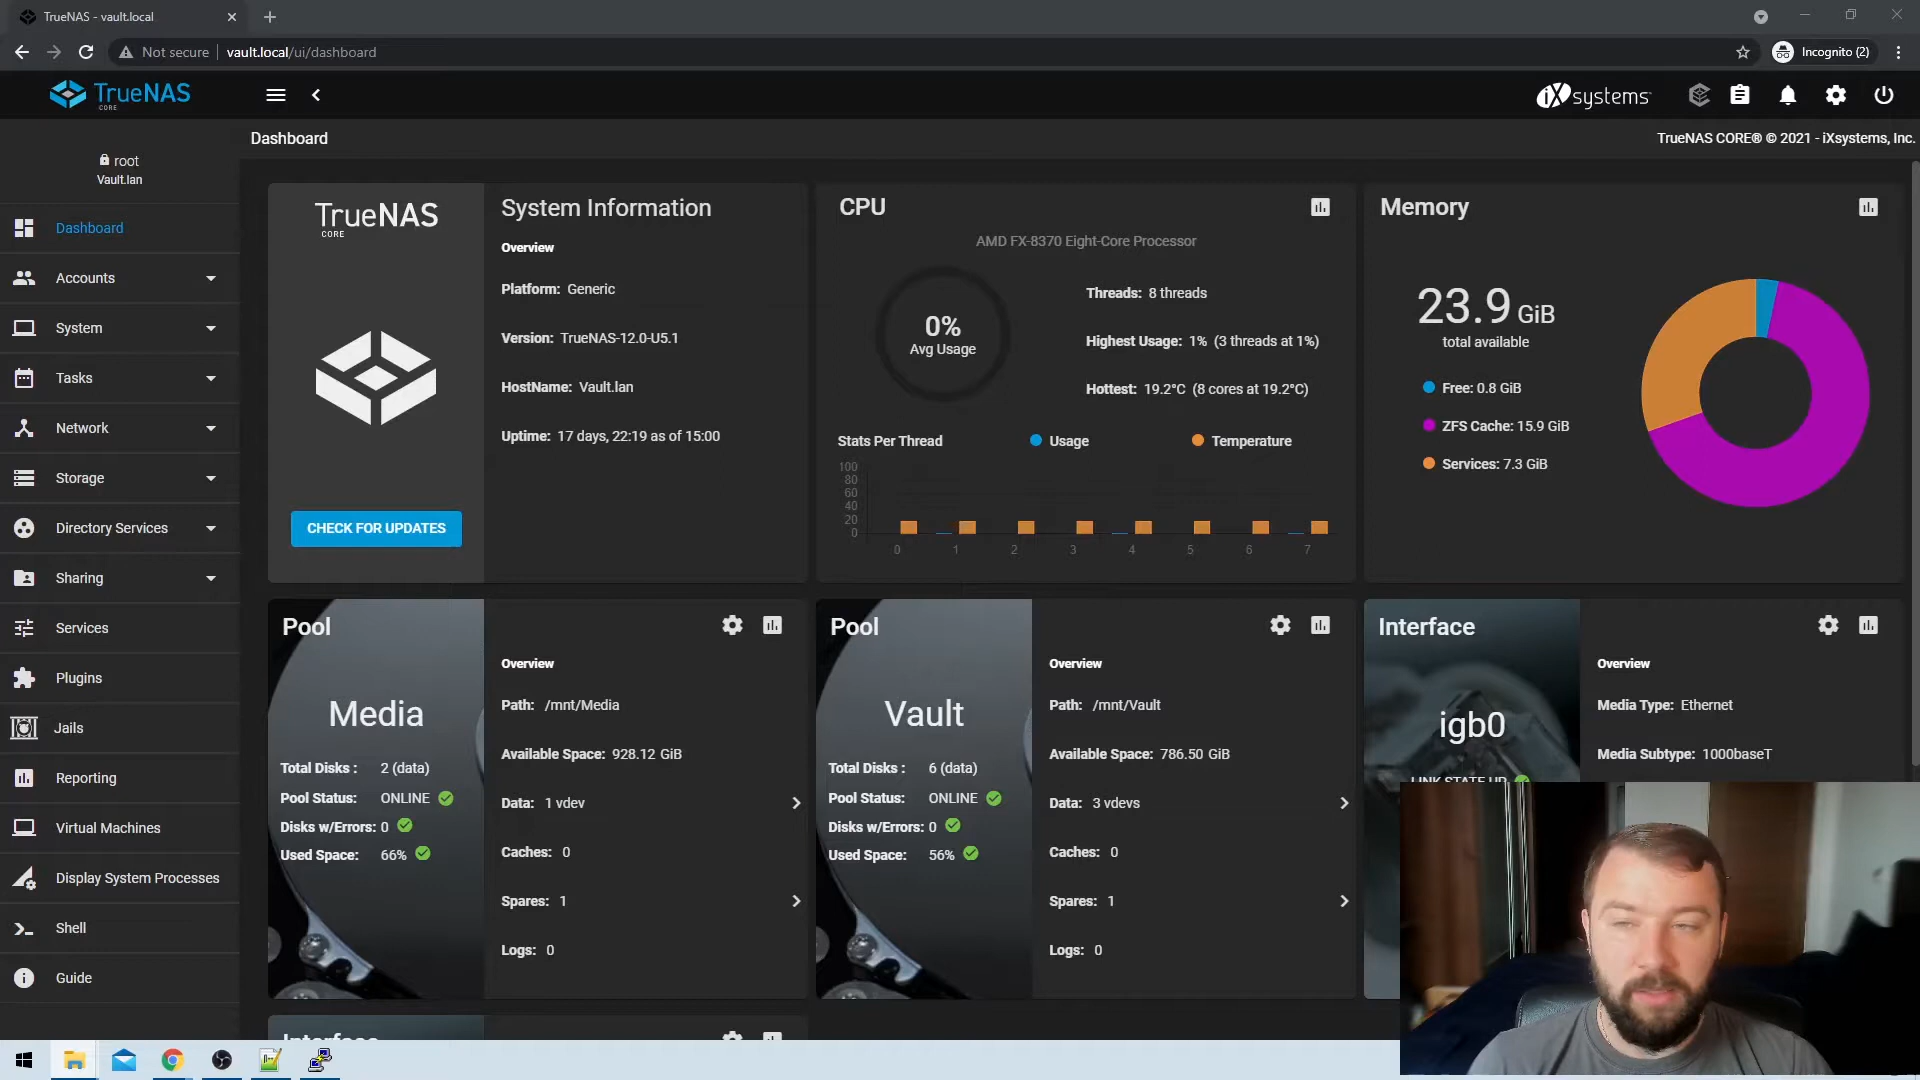 TrueNAS - vault.local
Not secure
vault.local/ui/dashboard
Incognito (2)
TrueNAS
CORE
iXsystems
Dashboard
TrueNAS CORE® © 2021 - iXsystems, Inc.
root
Vault.lan
Dashboard
Accounts
System
Tasks
Network
Storage
Directory Services
Sharing
Services
Plugins
Jails
Reporting
Virtual Machines
Display System Processes
Shell
Guide
TrueNAS
CORE
CHECK FOR UPDATES
System Information
Overview
Platform: Generic
Version: TrueNAS-12.0-U5.1
HostName: Vault.lan
Uptime: 17 days, 22:19 as of 15:00
CPU
AMD FX-8370 Eight-Core Processor
0%
Avg Usage
Threads: 8 threads
Highest Usage: 1% (3 threads at 1%)
Hottest: 19.2°C (8 cores at 19.2°C)
Stats Per Thread
Usage
Temperature
100
80
60
40
20
0
0 1 2 3 4 5 6 7
Memory
23.9 GiB
total available
Free: 0.8 GiB
ZFS Cache: 15.9 GiB
Services: 7.3 GiB
Pool
Media
Total Disks : 2 (data)
Pool Status: ONLINE
Disks w/Errors: 0
Used Space: 66%
Overview
Path: /mnt/Media
Available Space: 928.12 GiB
Data: 1 vdev
Caches: 0
Spares: 1
Logs: 0
Pool
Vault
Total Disks : 6 (data)
Pool Status: ONLINE
Disks w/Errors: 0
Used Space: 56%
Overview
Path: /mnt/Vault
Available Space: 786.50 GiB
Data: 3 vdevs
Caches: 0
Spares: 1
Logs: 0
Interface
igb0
LINK STATE UP
Overview
Media Type: Ethernet
Media Subtype: 1000baseT
Interface